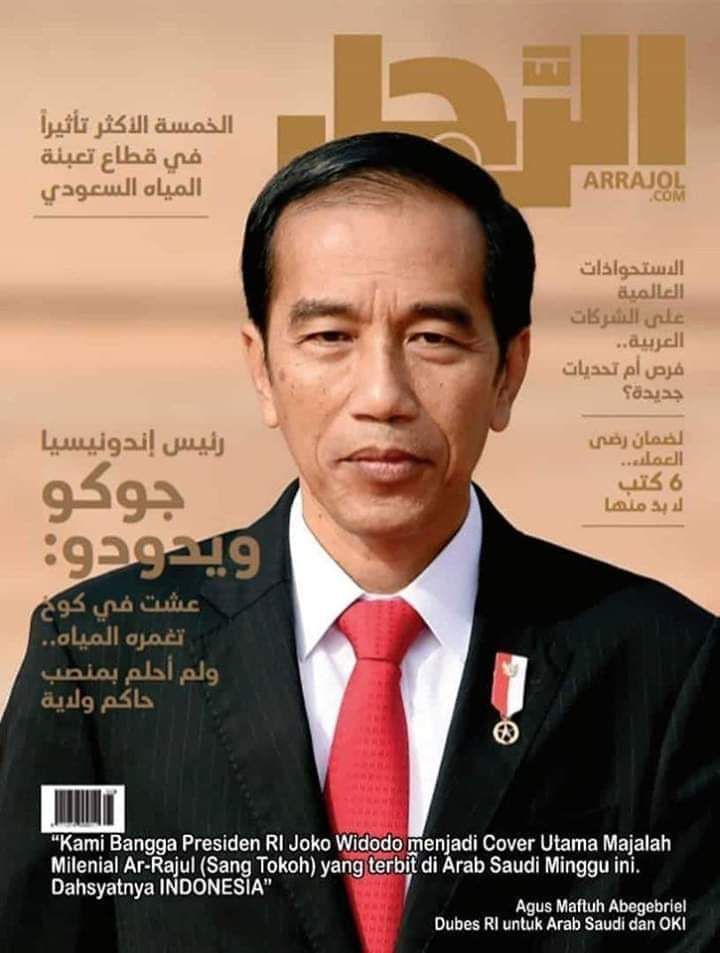 الرجل
ARRAJOL
.COM
الخمسة الأكثر تأثيراً
في قطاع تعبئة
المياه السعودي
الاستحواذات
العالمية
على الشركات
العربية..
فرص أم تحديات
جديدة؟
لضمان رضى
العملاء..
6 كتب
لا بدّ منها
رئيس إندونيسيا
جوكو
ويدودو:
عشت في كوخ
تغمره المياه..
ولم أحلم بمنصب
حاكم ولاية
“Kami Bangga Presiden RI Joko Widodo menjadi Cover Utama Majalah
Milenial Ar-Rajul (Sang Tokoh) yang terbit di Arab Saudi Minggu ini.
Dahsyatnya INDONESIA”
Agus Maftuh Abegebriel
Dubes RI untuk Arab Saudi dan OKI